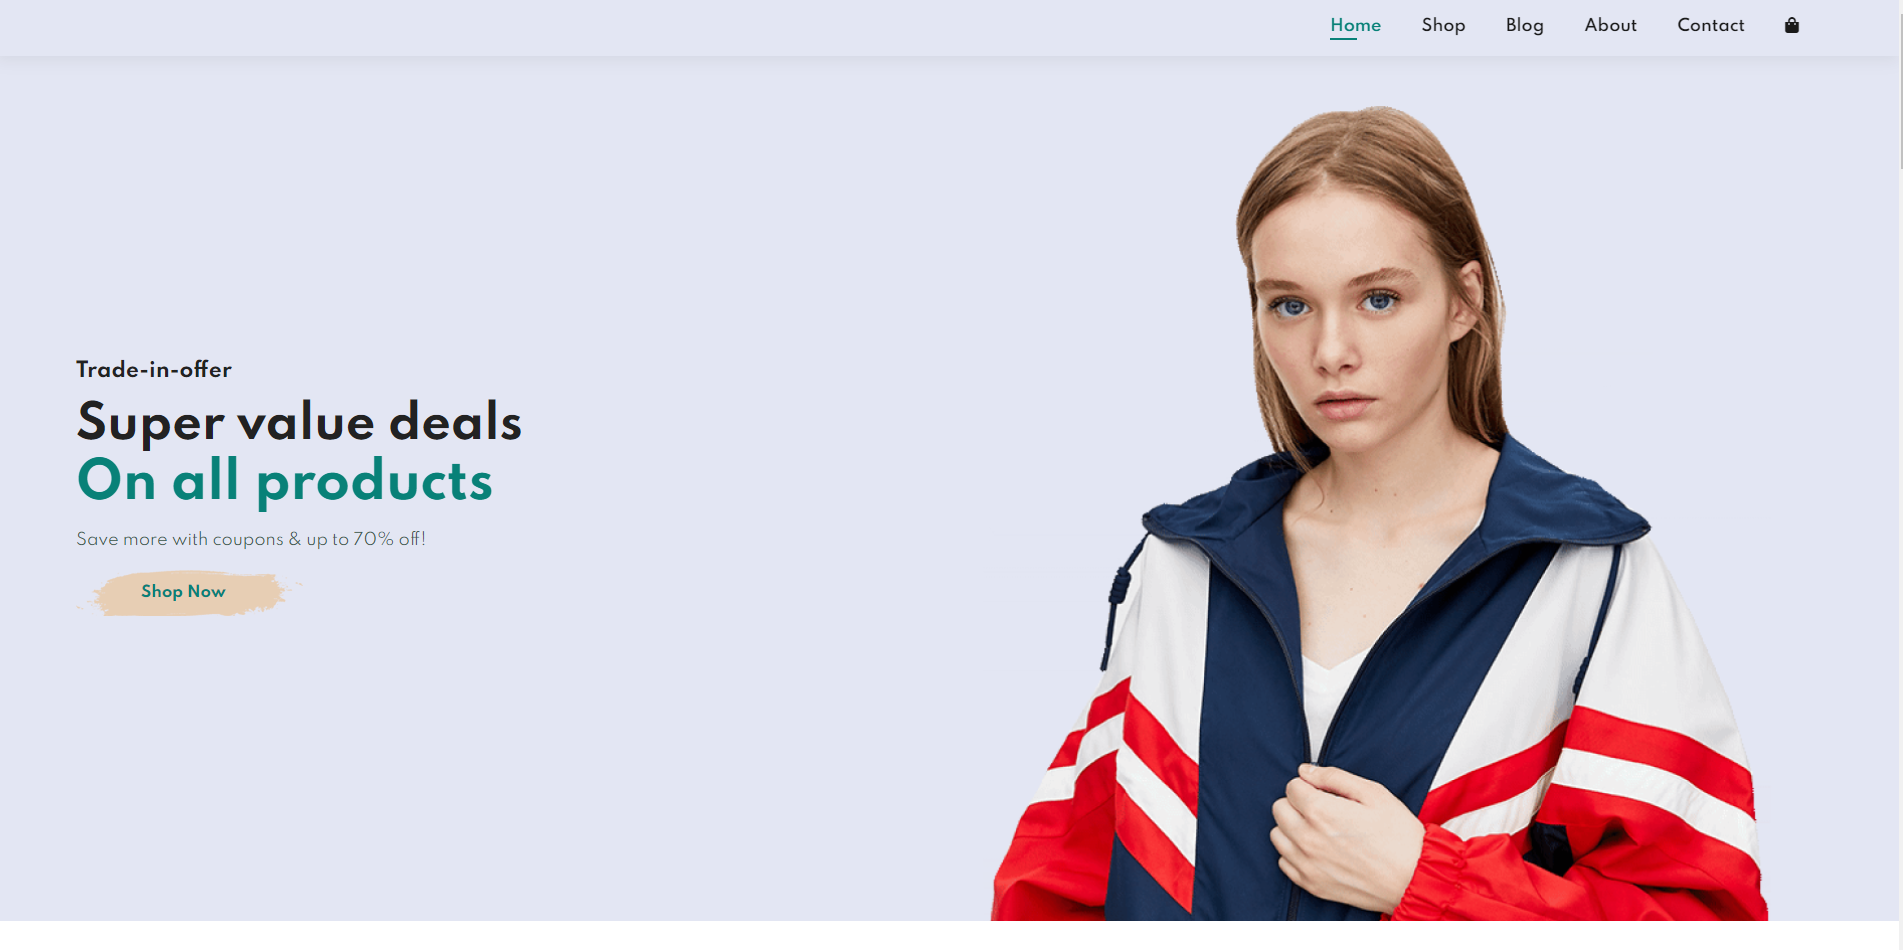 Home Shop Blog About Contact
Trade-in-offer
Super value deals
On all products
Save more with coupons & up to 70% off!
Shop Now